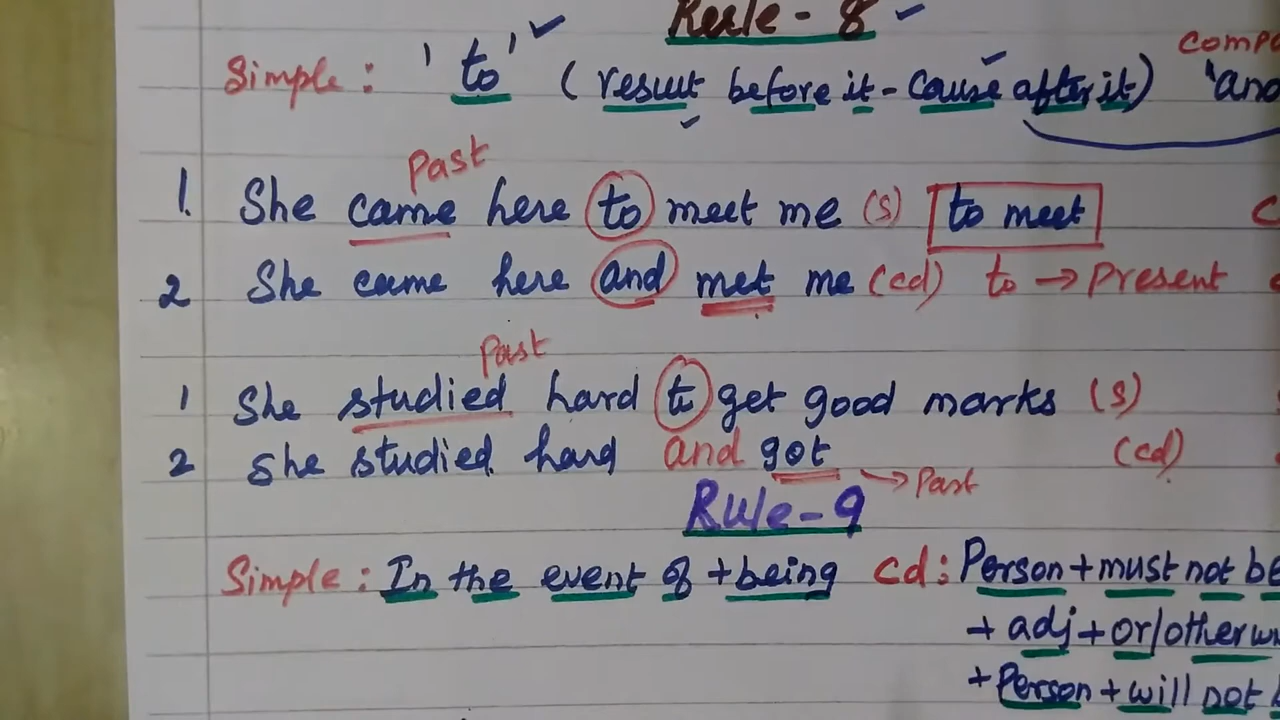 Rule - 8
Simple: 'to' (result before it - cause after it) 'and
Past
1. She came here to meet me (s) to meet
2 She came here and met me (cd) to → Present
Past
1 She studied hard to get good marks (s)
2 She studied hard and got (cd)
→ Past
Rule - 9
Simple: In the event of + being cd: Person + must not be
+ adj + or/otherw
+ Person + will not